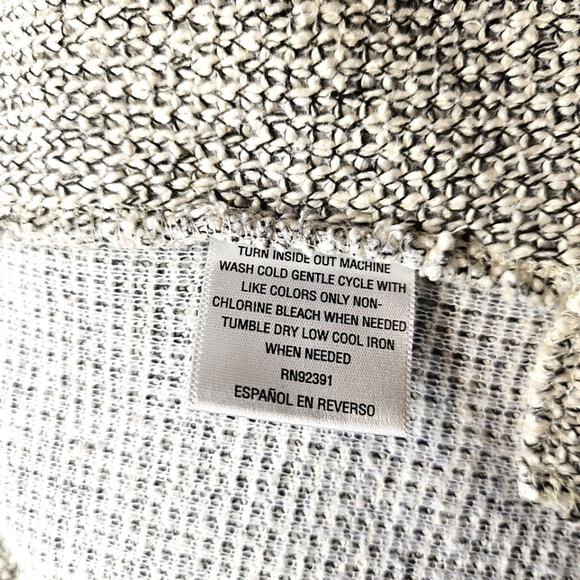 TURN INSIDE OUT MACHINE
WASH COLD GENTLE CYCLE WITH
LIKE COLORS ONLY NON-
CHLORINE BLEACH WHEN NEEDED
TUMBLE DRY LOW COOL IRON
WHEN NEEDED
RN92391
ESPAÑOL EN REVERSO